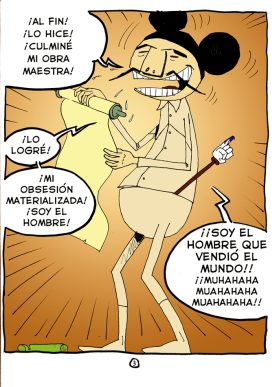 ¡AL FIN!
¡LO HICE!
¡CULMINÉ
MI OBRA
MAESTRA!
¡LO
LOGRÉ!
¡MI
OBSESIÓN
MATERIALIZADA!
¡SOY EL
HOMBRE!
¡¡SOY EL
HOMBRE QUE
VENDIÓ EL
MUNDO!!
¡¡MUHAHAHA
MUAHAHAHA
MUAHAHAHA!!